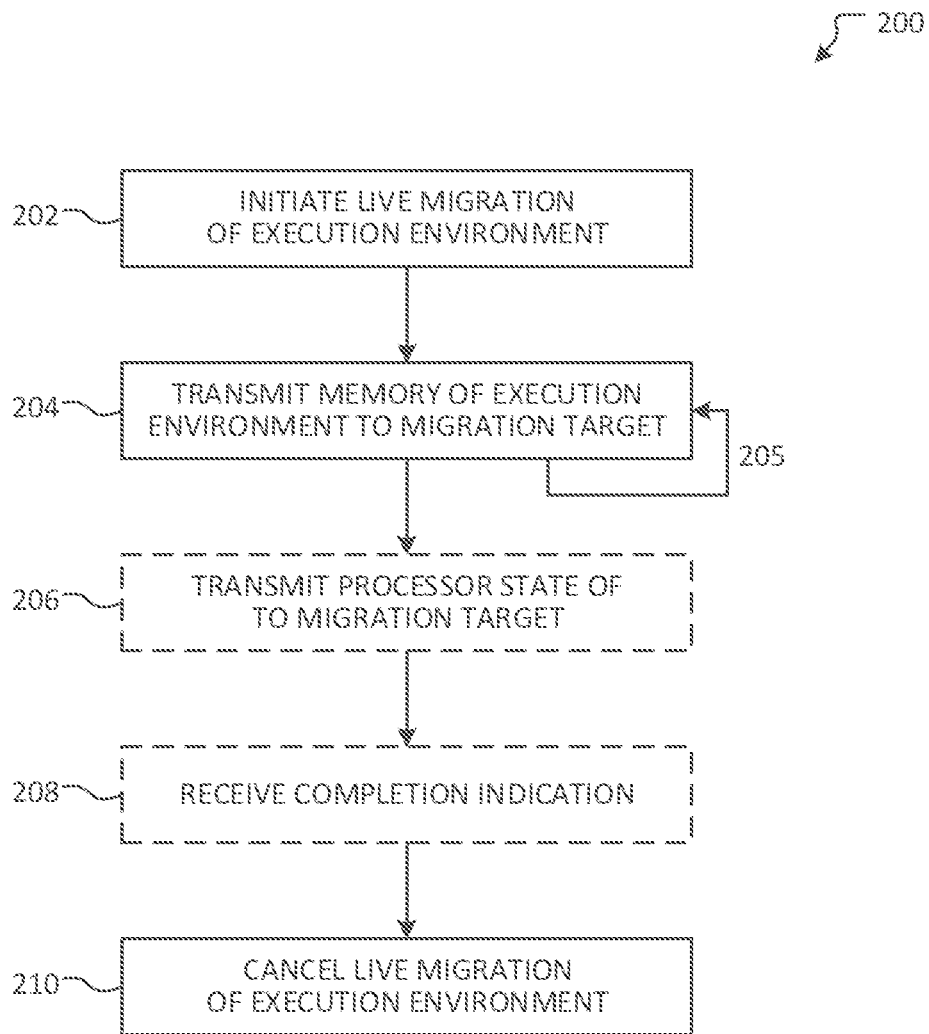 200
202
INITIATE LIVE MIGRATION
OF EXECUTION ENVIRONMENT
204
TRANSMIT MEMORY OF EXECUTION
ENVIRONMENT TO MIGRATION TARGET
205
206
TRANSMIT PROCESSOR STATE OF
TO MIGRATION TARGET
208
RECEIVE COMPLETION INDICATION
210
CANCEL LIVE MIGRATION
OF EXECUTION ENVIRONMENT